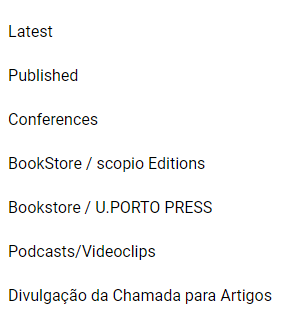 Latest
Published
Conferences
BookStore / scopio Editions
Bookstore / U.PORTO PRESS
Podcasts/Videoclips
Divulgação da Chamada para Artigos